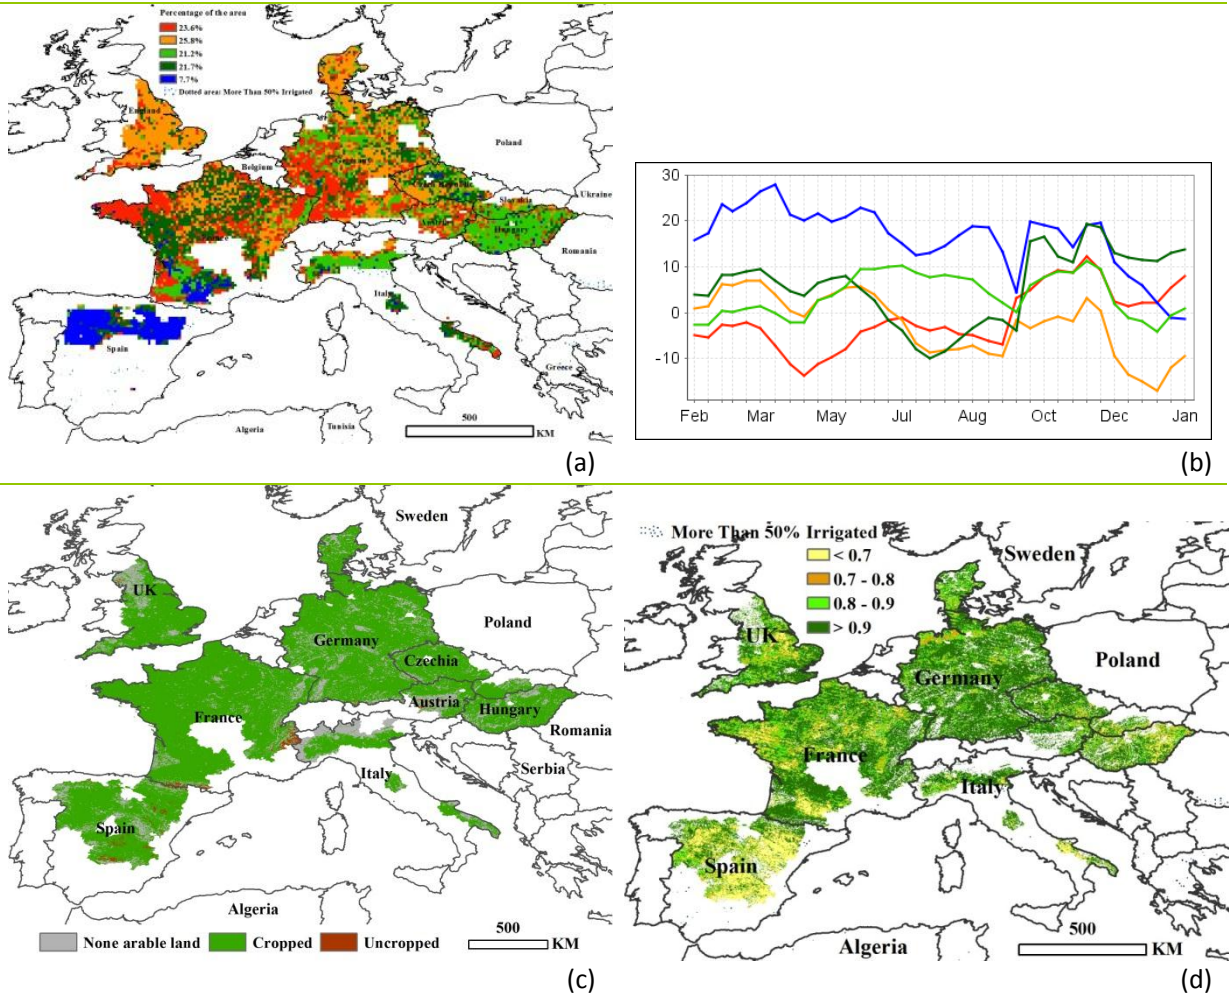 Percentage of the area
23.6%
25.8%
21.2%
21.7%
7.7%
Dotted area: More Than 50% Irrigated
England
Belgium
Germany
Poland
Ukraine
Slovakia
Austria
Hungary
Romania
Italy
Spain
Greece
Algeria
Tunisia
500
KM
(a)
30
20
10
0
-10
Feb Mar May Jul Aug Oct Dec Jan
(b)
Sweden
UK
Germany
Poland
Czechia
Austria
Hungary
France
Romania
Italy
Serbia
Spain
Algeria
None arable land Cropped Uncropped
500
KM
(c)
More Than 50% Irrigated
< 0.7
0.7 - 0.8
0.8 - 0.9
> 0.9
Sweden
UK
Poland
Germany
France
Italy
Spain
Algeria
500
KM
(d)